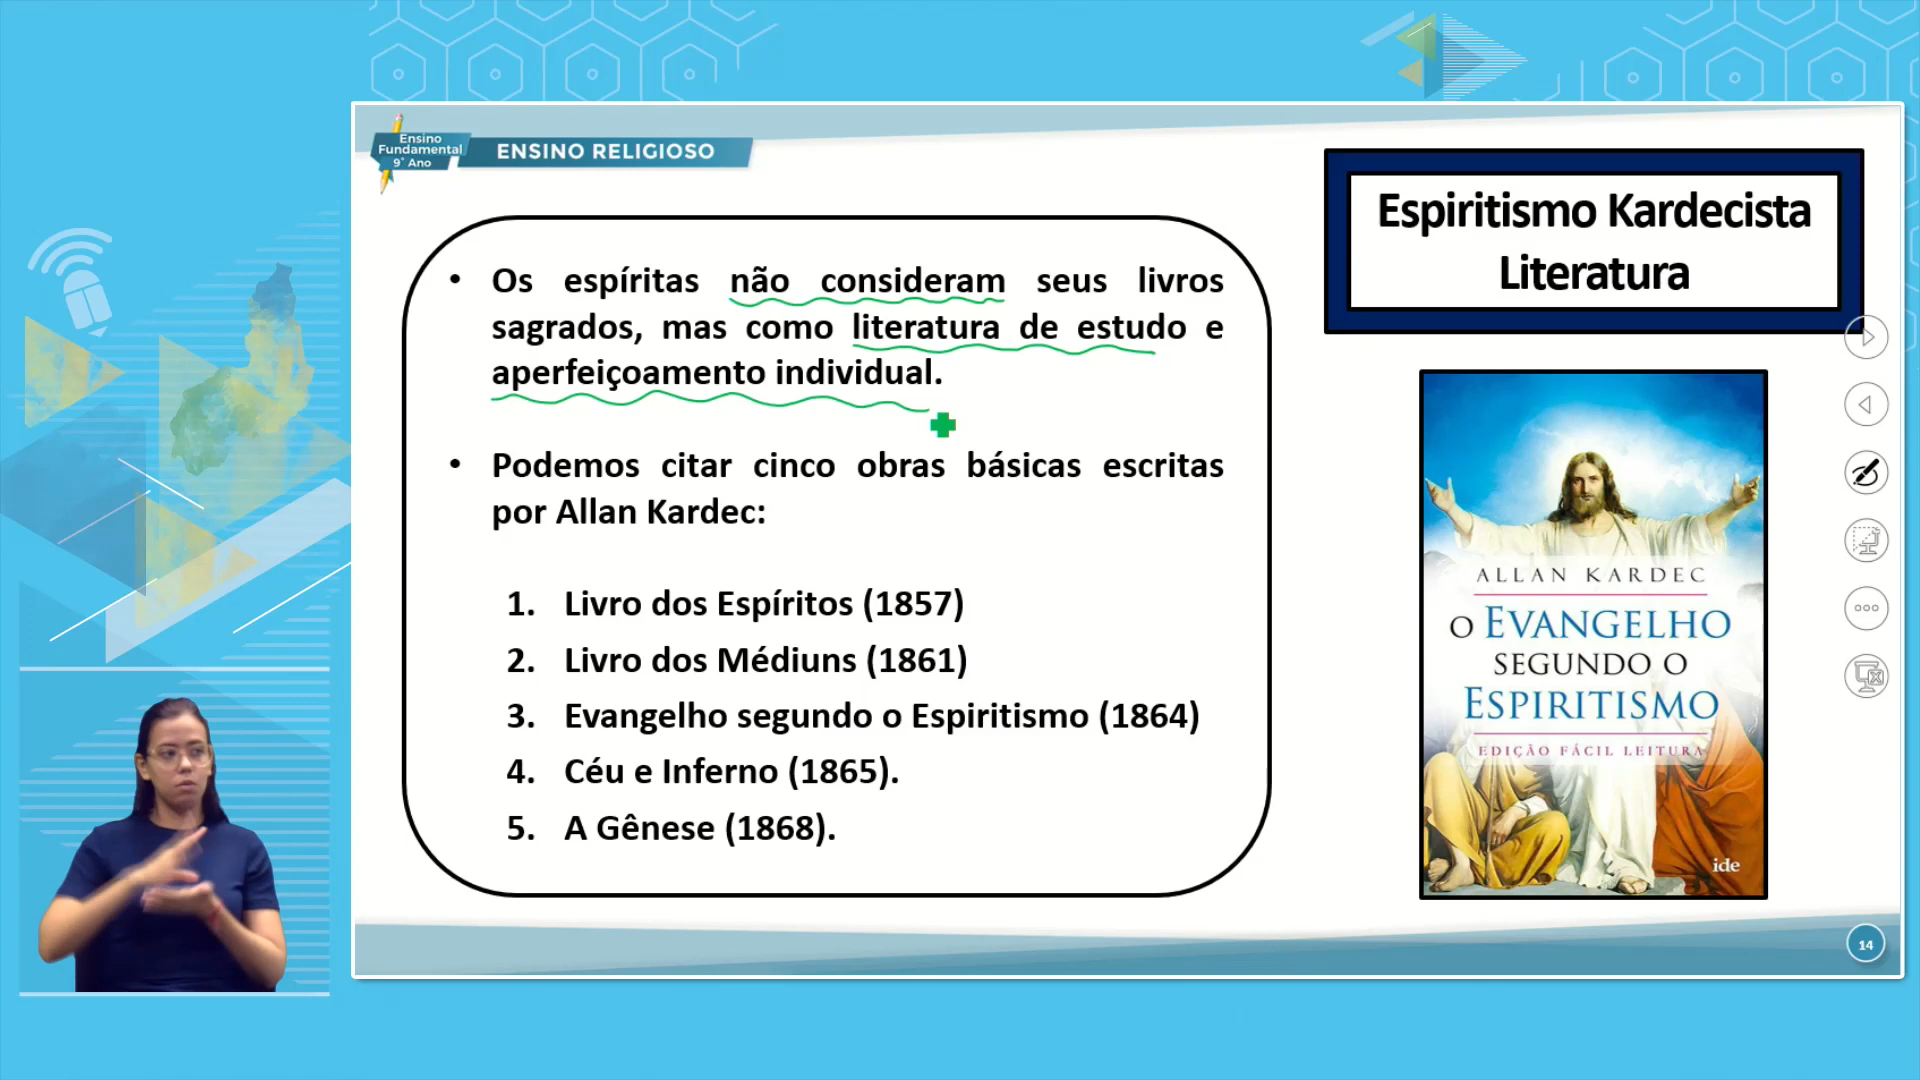 Ensino
Fundamental
9° Ano
ENSINO RELIGIOSO
Espiritismo Kardecista
Literatura
• Os espíritas não consideram seus livros
sagrados, mas como literatura de estudo e
aperfeiçoamento individual.
• Podemos citar cinco obras básicas escritas
por Allan Kardec:
1. Livro dos Espíritos (1857)
2. Livro dos Médiuns (1861)
3. Evangelho segundo o Espiritismo (1864)
4. Céu e Inferno (1865).
5. A Gênese (1868).
ALLAN KARDEC
O EVANGELHO
SEGUNDO O
ESPIRITISMO
EDIÇÃO FÁCIL LEITURA
ide
14